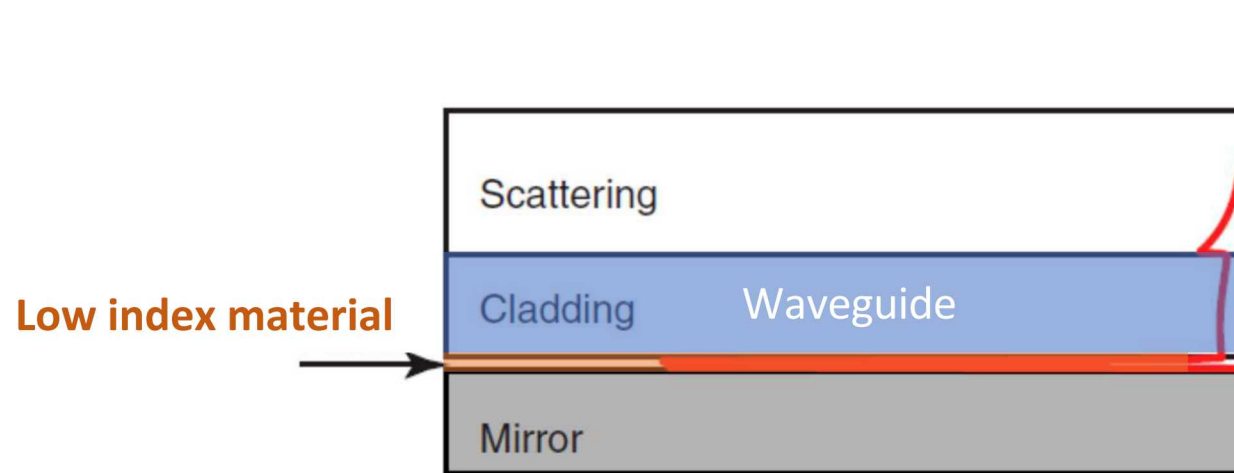 Scattering
Low index material
Cladding
Waveguide
Mirror